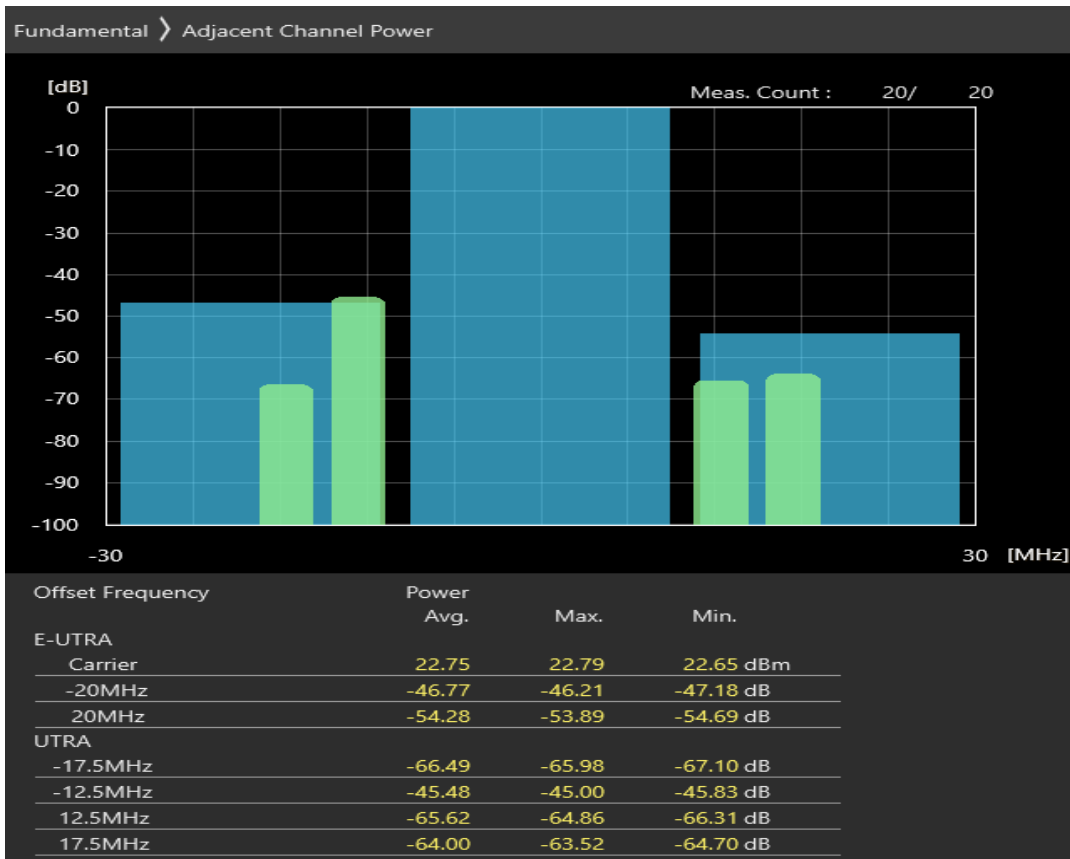 Fundamental 〉 Adjacent Channel Power
[dB]
Meas. Count : 20/ 20
0
-10
-20
-30
-40
-50
-60
-70
-80
-90
-100
-30 30 [MHz]
Offset Frequency Power
Avg. Max. Min.
E-UTRA
Carrier 22.75 22.79 22.65 dBm
-20MHz -46.77 -46.21 -47.18 dB
20MHz -54.28 -53.89 -54.69 dB
UTRA
-17.5MHz -66.49 -65.98 -67.10 dB
-12.5MHz -45.48 -45.00 -45.83 dB
12.5MHz -65.62 -64.86 -66.31 dB
17.5MHz -64.00 -63.52 -64.70 dB